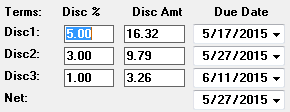 Terms: Disc % Disc Amt Due Date
Disc1: 5.00 16.32 5/17/2015
Disc2: 3.00 9.79 5/27/2015
Disc3: 1.00 3.26 6/11/2015
Net: 5/27/2015